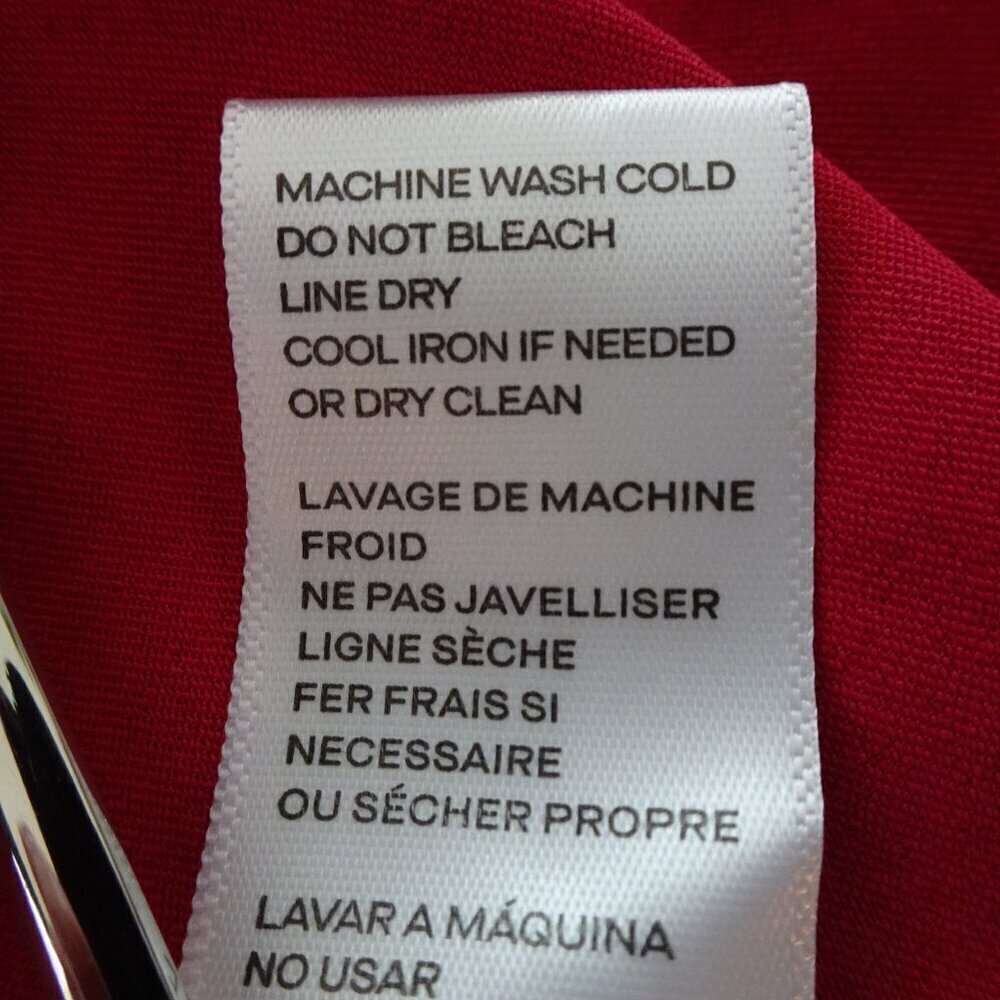 MACHINE WASH COLD
DO NOT BLEACH
LINE DRY
COOL IRON IF NEEDED
OR DRY CLEAN
LAVAGE DE MACHINE
FROID
NE PAS JAVELLISER
LIGNE SÈCHE
FER FRAIS SI
NECESSAIRE
OU SÉCHER PROPRE
LAVAR A MÁQUINA
NO USAR